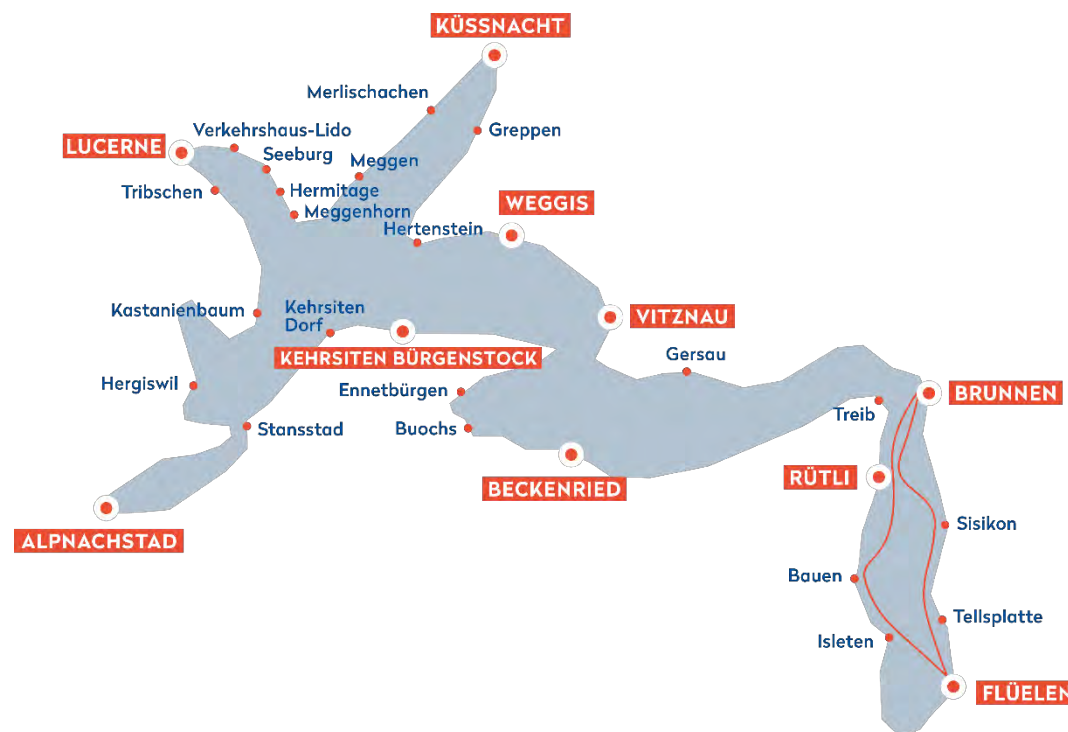 KÜSSNACHT
Merlischachen
Verkehrshaus-Lido
Greppen
LUCERNE
Seeburg
Meggen
Tribschen
Hermitage
WEGGIS
Meggenhorn
Hertenstein
Kastanienbaum
Kehrsiten
Dorf
VITZNAU
KEHRSITEN BÜRGENSTOCK
Gersau
Hergiswil
Ennetbürgen
BRUNNEN
Treib
Stansstad
Buochs
BECKENRIED
RÜTLI
ALPNACHSTAD
Sisikon
Bauen
Tellsplatte
Isleten
FLÜELEN